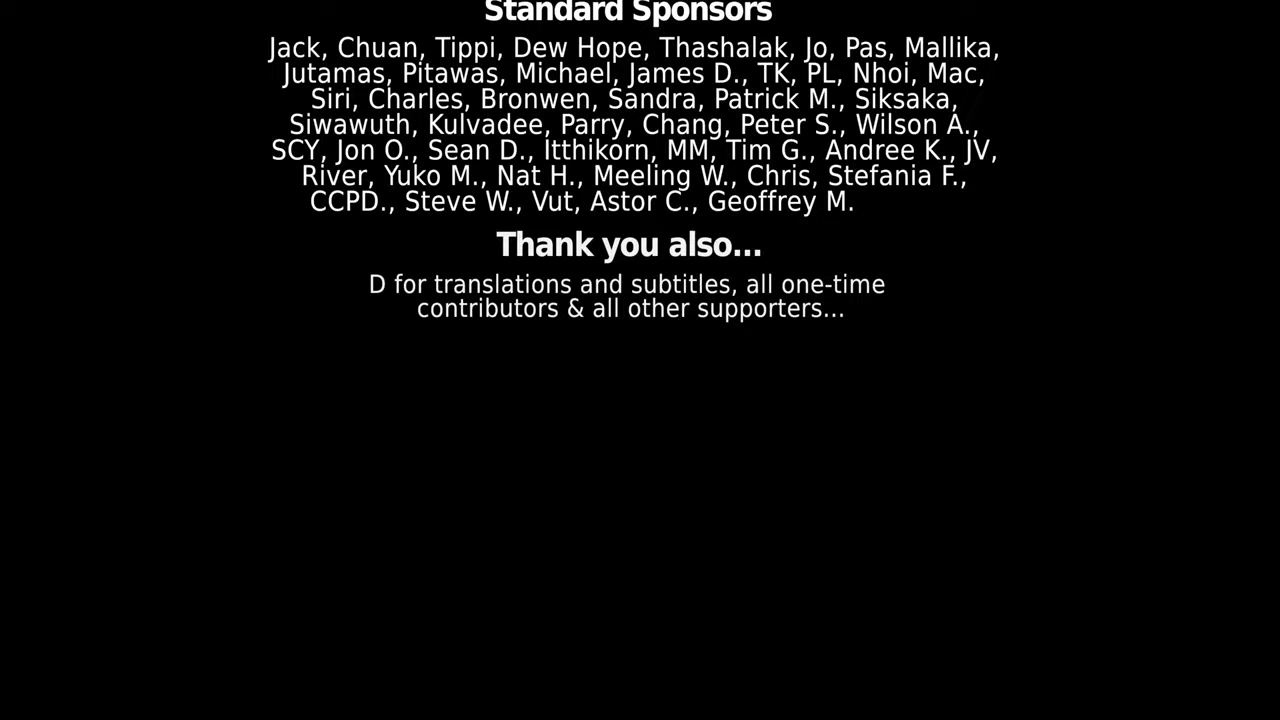 Standard Sponsors
Jack, Chuan, Tippi, Dew Hope, Thashalak, Jo, Pas, Mallika,
Jutamas, Pitawas, Michael, James D., TK, PL, Nhoi, Mac,
Siri, Charles, Bronwen, Sandra, Patrick M., Siksaka,
Siwawuth, Kulvadee, Parry, Chang, Peter S., Wilson A.,
SCY, Jon O., Sean D., Itthikorn, MM, Tim G., Andree K., JV,
River, Yuko M., Nat H., Meeling W., Chris, Stefania F.,
CCPD., Steve W., Vut, Astor C., Geoffrey M.
Thank you also...
D for translations and subtitles, all one-time
contributors & all other supporters...